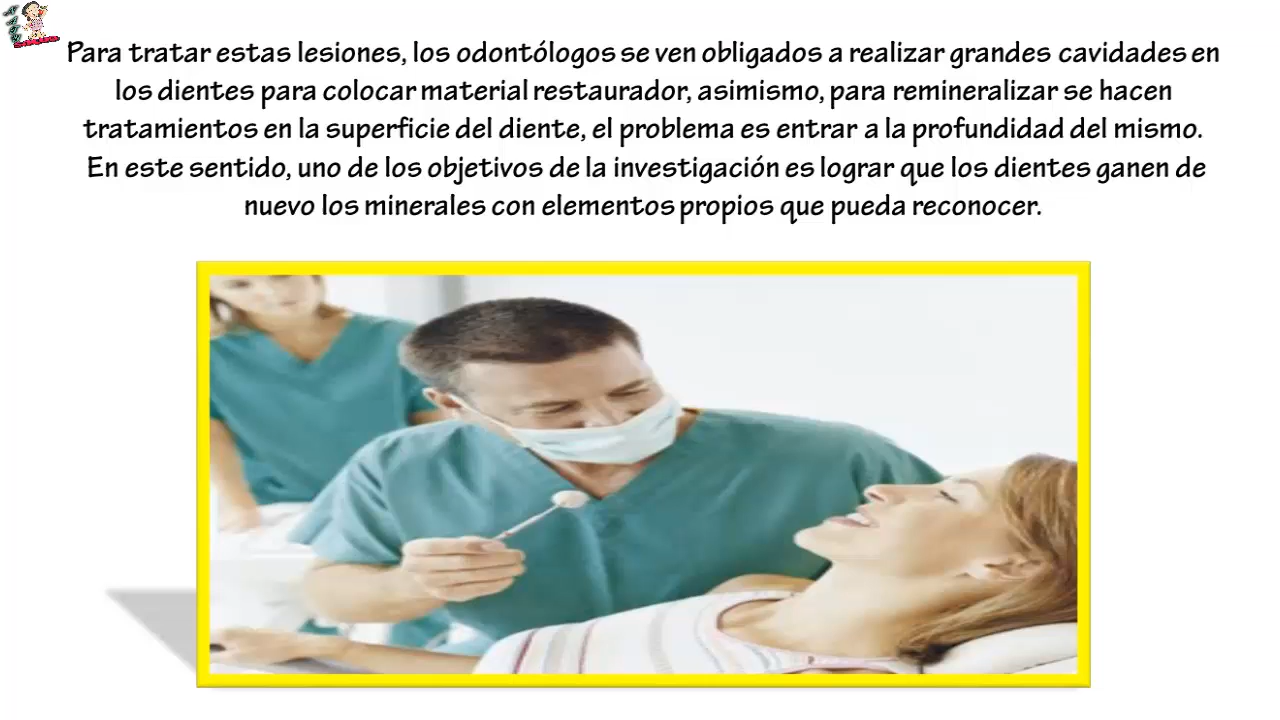 Para tratar estas lesiones, los odontólogos se ven obligados a realizar grandes cavidades en
los dientes para colocar material restaurador, asimismo, para remineralizar se hacen
tratamientos en la superficie del diente, el problema es entrar a la profundidad del mismo.
En este sentido, uno de los objetivos de la investigación es lograr que los dientes ganen de
nuevo los minerales con elementos propios que pueda reconocer.